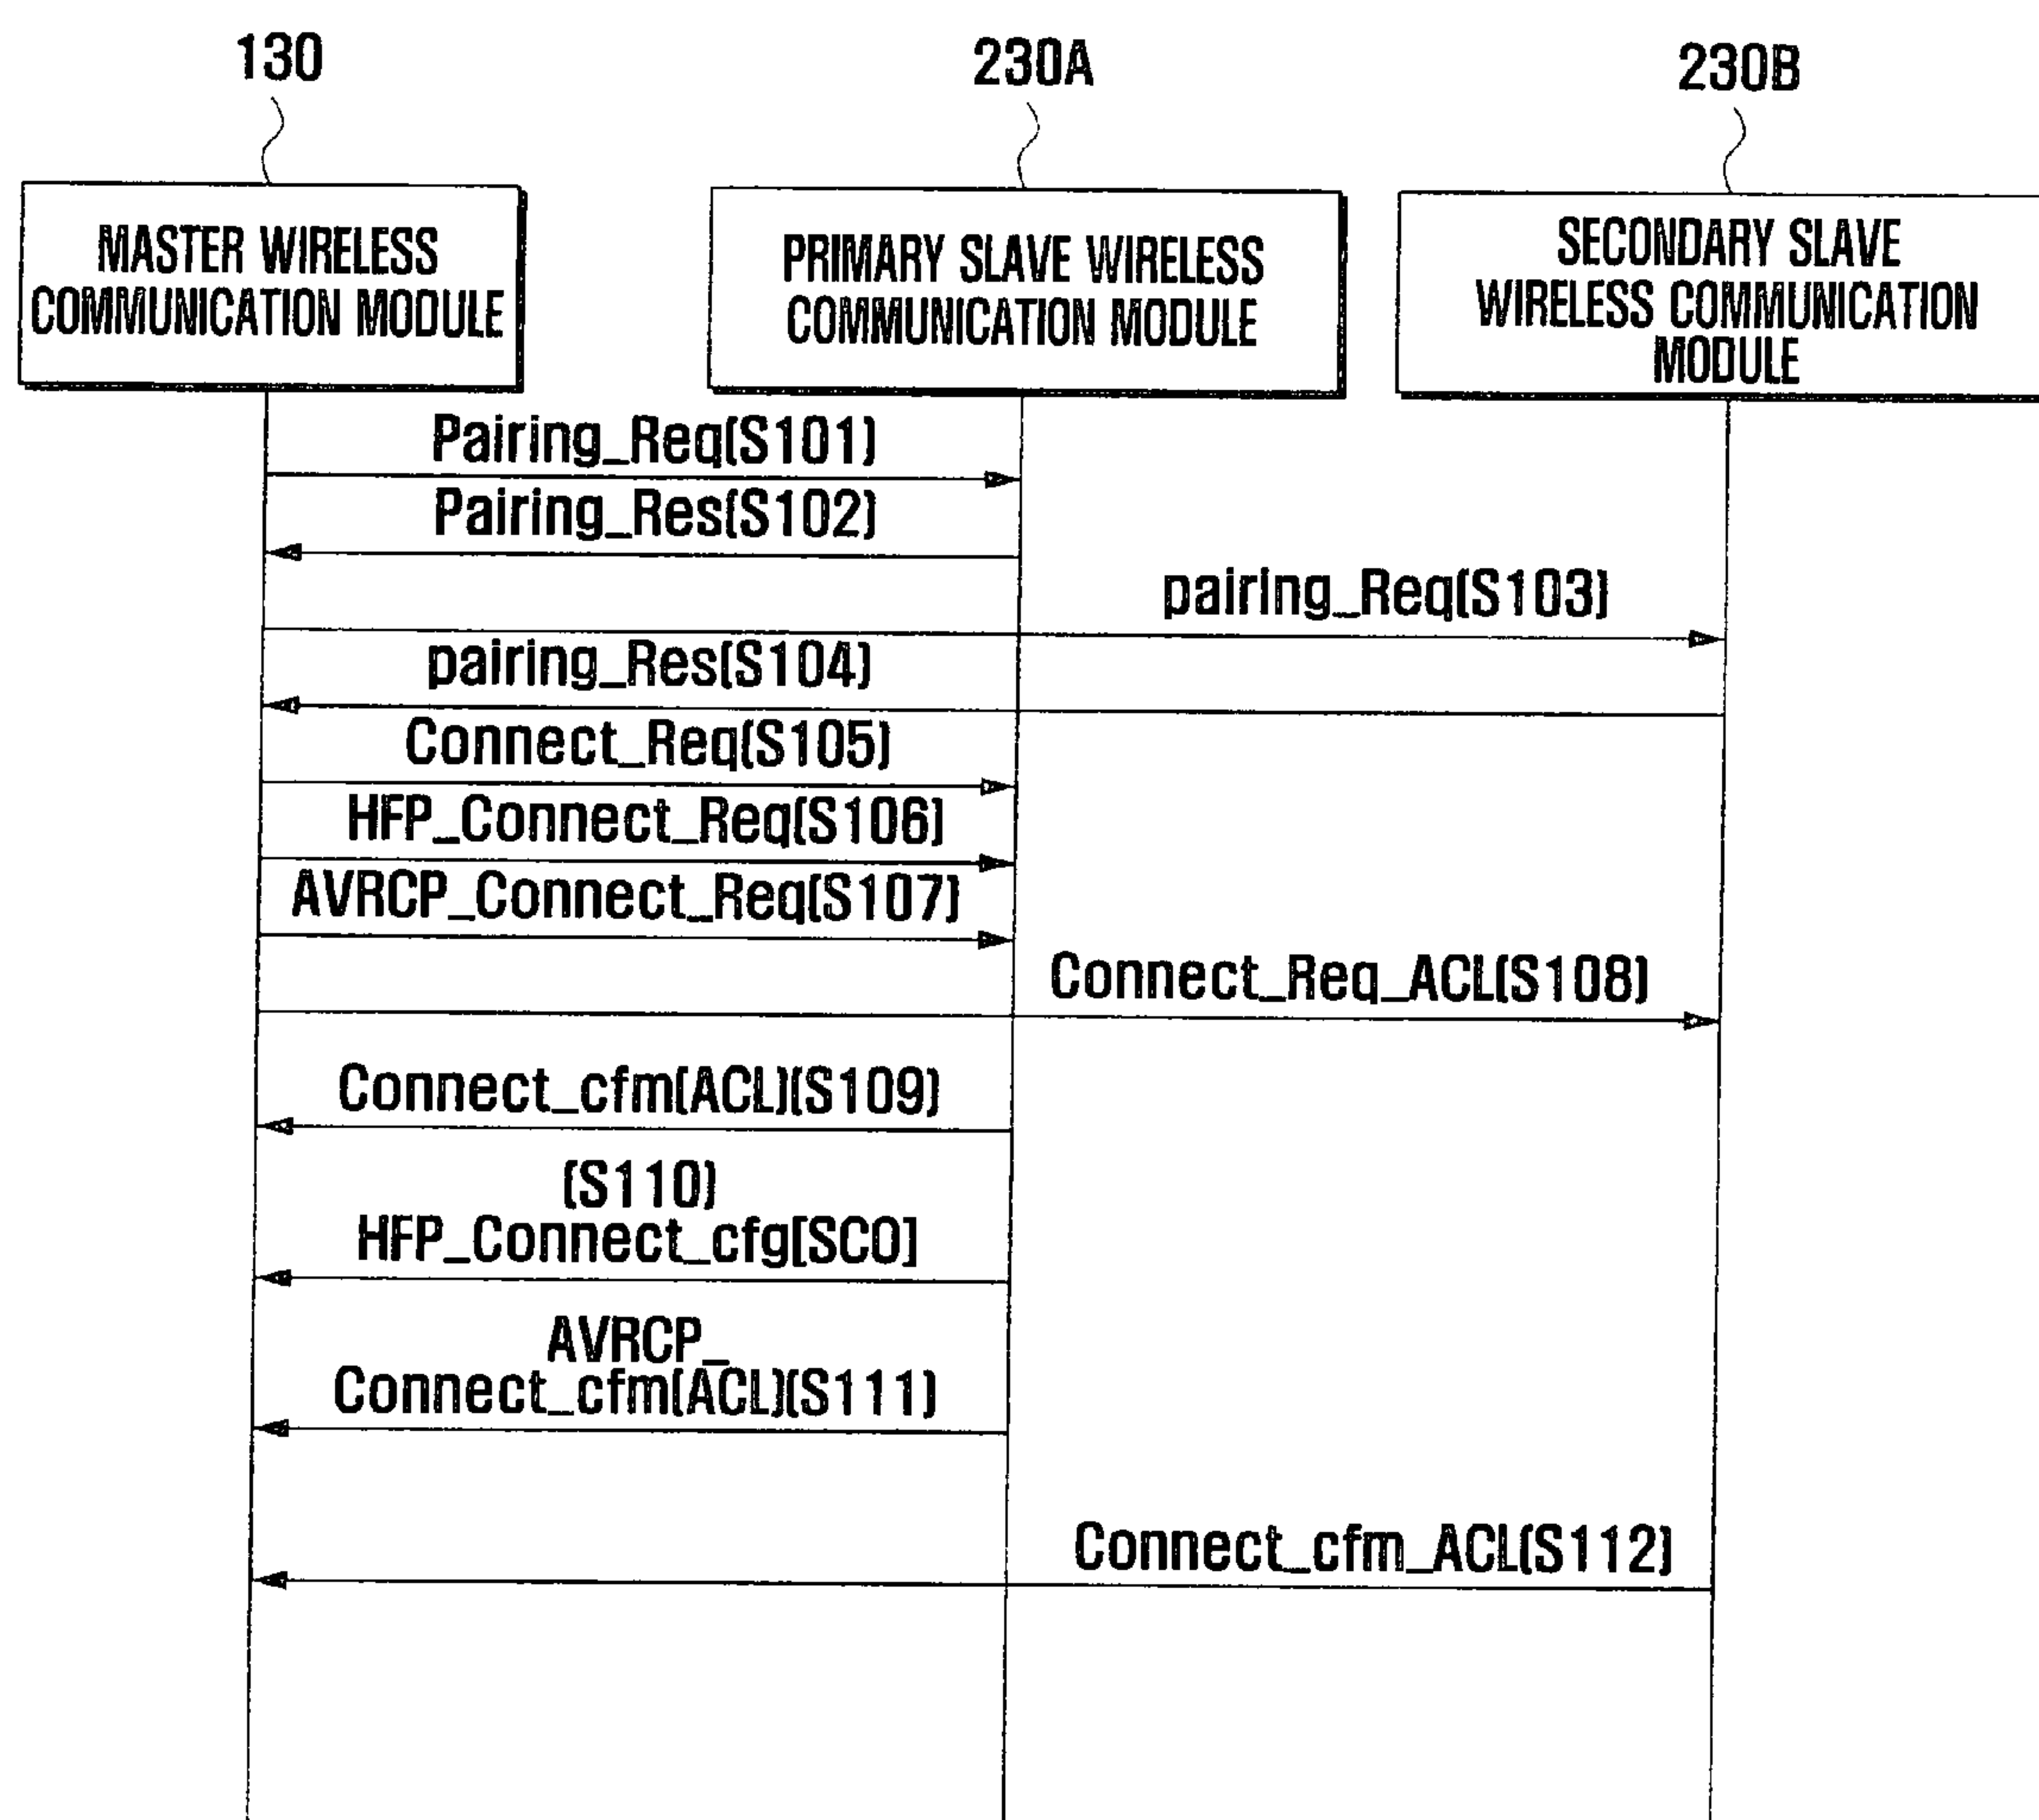 130
230A
230B
MASTER WIRELESS
COMMUNICATION MODULE
PRIMARY SLAVE WIRELESS
COMMUNICATION MODULE
SECONDARY SLAVE
WIRELESS COMMUNICATION
MODULE
Pairing_Req(S101)
Pairing_Res(S102)
pairing_Req(S103)
pairing_Res(S104)
Connect_Req(S105)
HFP_Connect_Req(S106)
AVRCP_Connect_Req(S107)
Connect_Req_ACL(S108)
Connect_cfm(ACL)(S109)
(S110)
HFP_Connect_cfg[SCO]
AVRCP_
Connect_cfm(ACL)(S111)
Connect_cfm_ACL(S112)